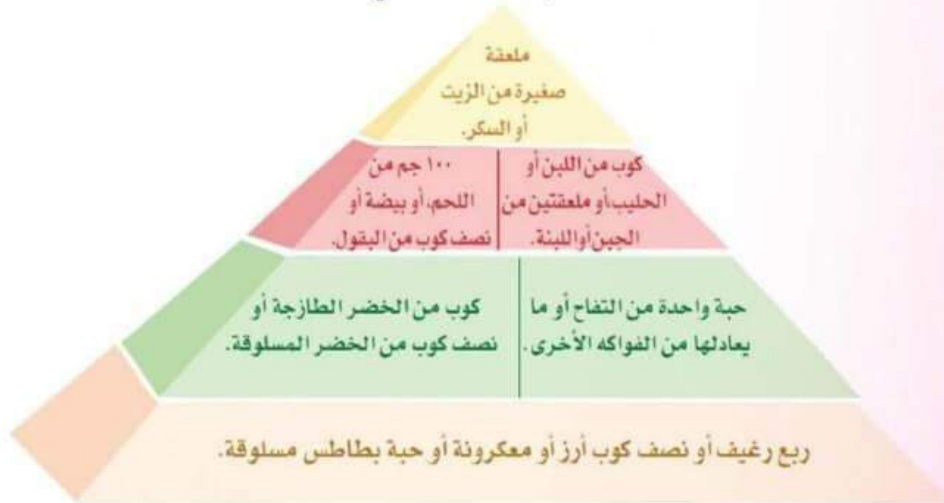 ملعقة
صغيرة من الزيت
أو السكر.
كوب من اللبن أو
الحليب،أو ملعقتين من
الجبن أواللبنة.
١٠٠ جم من
اللحم، أو بيضة أو
نصف كوب من البقول.
حبة واحدة من التفاح أو ما
يعادلها من الفواكه الأخرى.
كوب من الخضر الطازجة أو
نصف كوب من الخضر المسلوقة.
ربع رغيف أو نصف كوب أرز أو معكرونة أو حبة بطاطس مسلوقة.